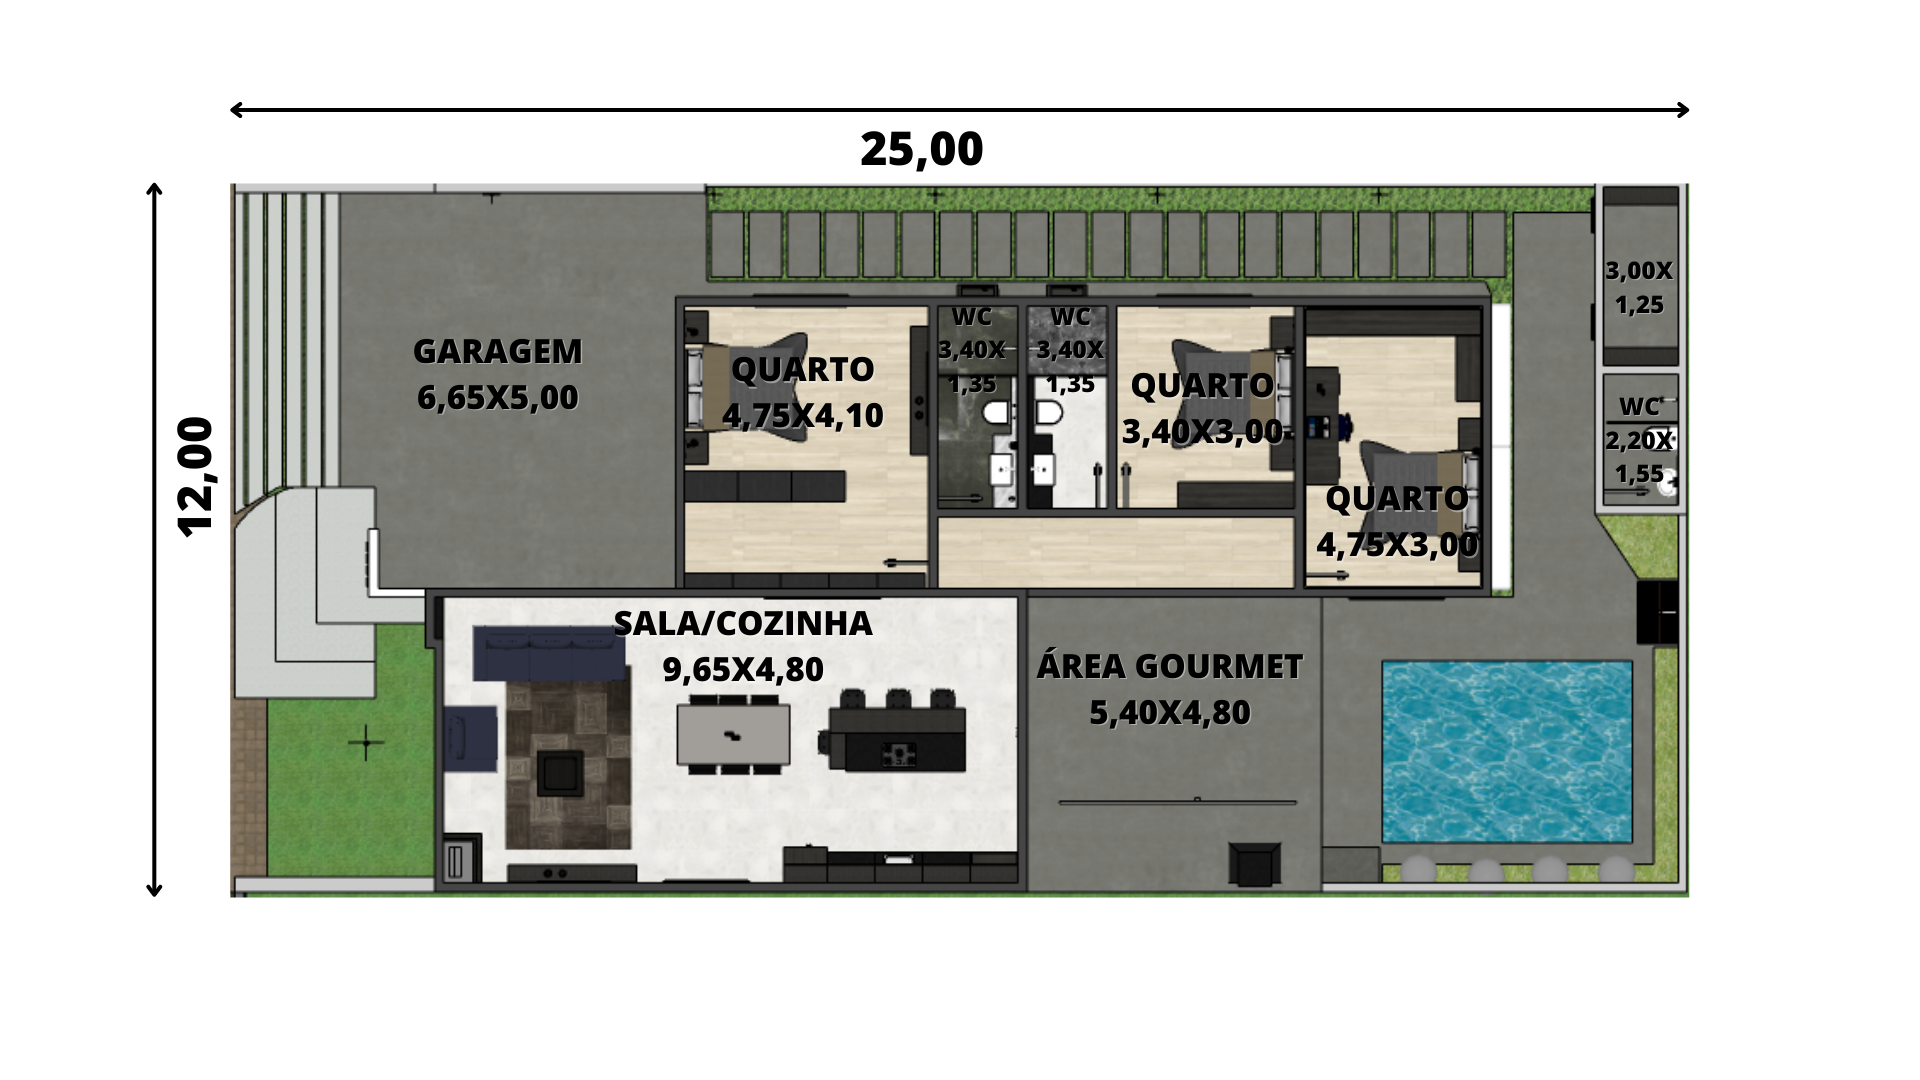 25,00
12,00
GARAGEM
6,65X5,00
QUARTO
4,75X4,10
WC
3,40X
1,35
WC
3,40X
1,35
QUARTO
3,40X3,00
QUARTO
4,75X3,00
3,00X
1,25
WC
2,20X
1,55
SALA/COZINHA
9,65X4,80
ÁREA GOURMET
5,40X4,80